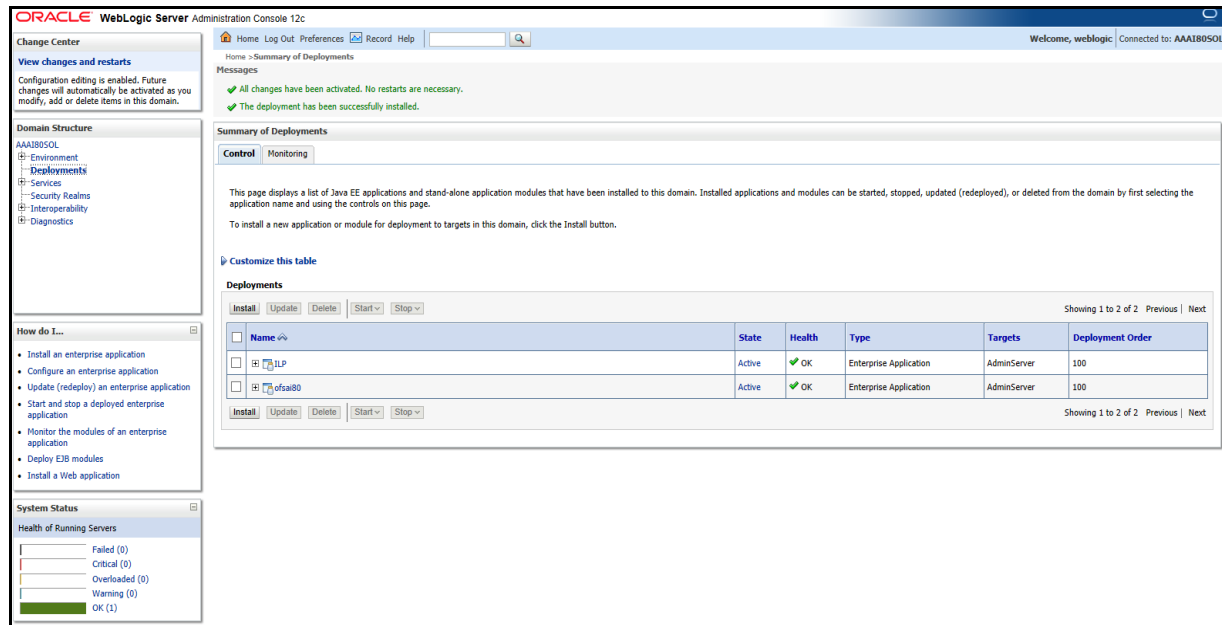 ORACLE WebLogic Server Administration Console 12c
Change Center
View changes and restarts
Configuration editing is enabled. Future
changes will automatically be activated as you
modify, add or delete items in this domain.
Domain Structure
AAAI80SOL
Environment
Deployments
Services
Security Realms
Interoperability
Diagnostics
How do I...
Install an enterprise application
Configure an enterprise application
Update (redeploy) an enterprise application
Start and stop a deployed enterprise
application
Monitor the modules of an enterprise
application
Deploy EJB modules
Install a Web application
System Status
Health of Running Servers
Failed (0)
Critical (0)
Overloaded (0)
Warning (0)
OK (1)
Home Log Out Preferences Record Help
Welcome, weblogic Connected to: AAAI80SOL
Home >Summary of Deployments
Messages
All changes have been activated. No restarts are necessary.
The deployment has been successfully installed.
Summary of Deployments
Control Monitoring
This page displays a list of Java EE applications and stand-alone application modules that have been installed to this domain. Installed applications and modules can be started, stopped, updated (redeployed), or deleted from the domain by first selecting the
application name and using the controls on this page.
To install a new application or module for deployment to targets in this domain, click the Install button.
Customize this table
Deployments
Install Update Delete Start Stop Showing 1 to 2 of 2 Previous | Next
Name State Health Type Targets Deployment Order
ILP Active OK Enterprise Application AdminServer 100
ofsai80 Active OK Enterprise Application AdminServer 100
Install Update Delete Start Stop Showing 1 to 2 of 2 Previous | Next